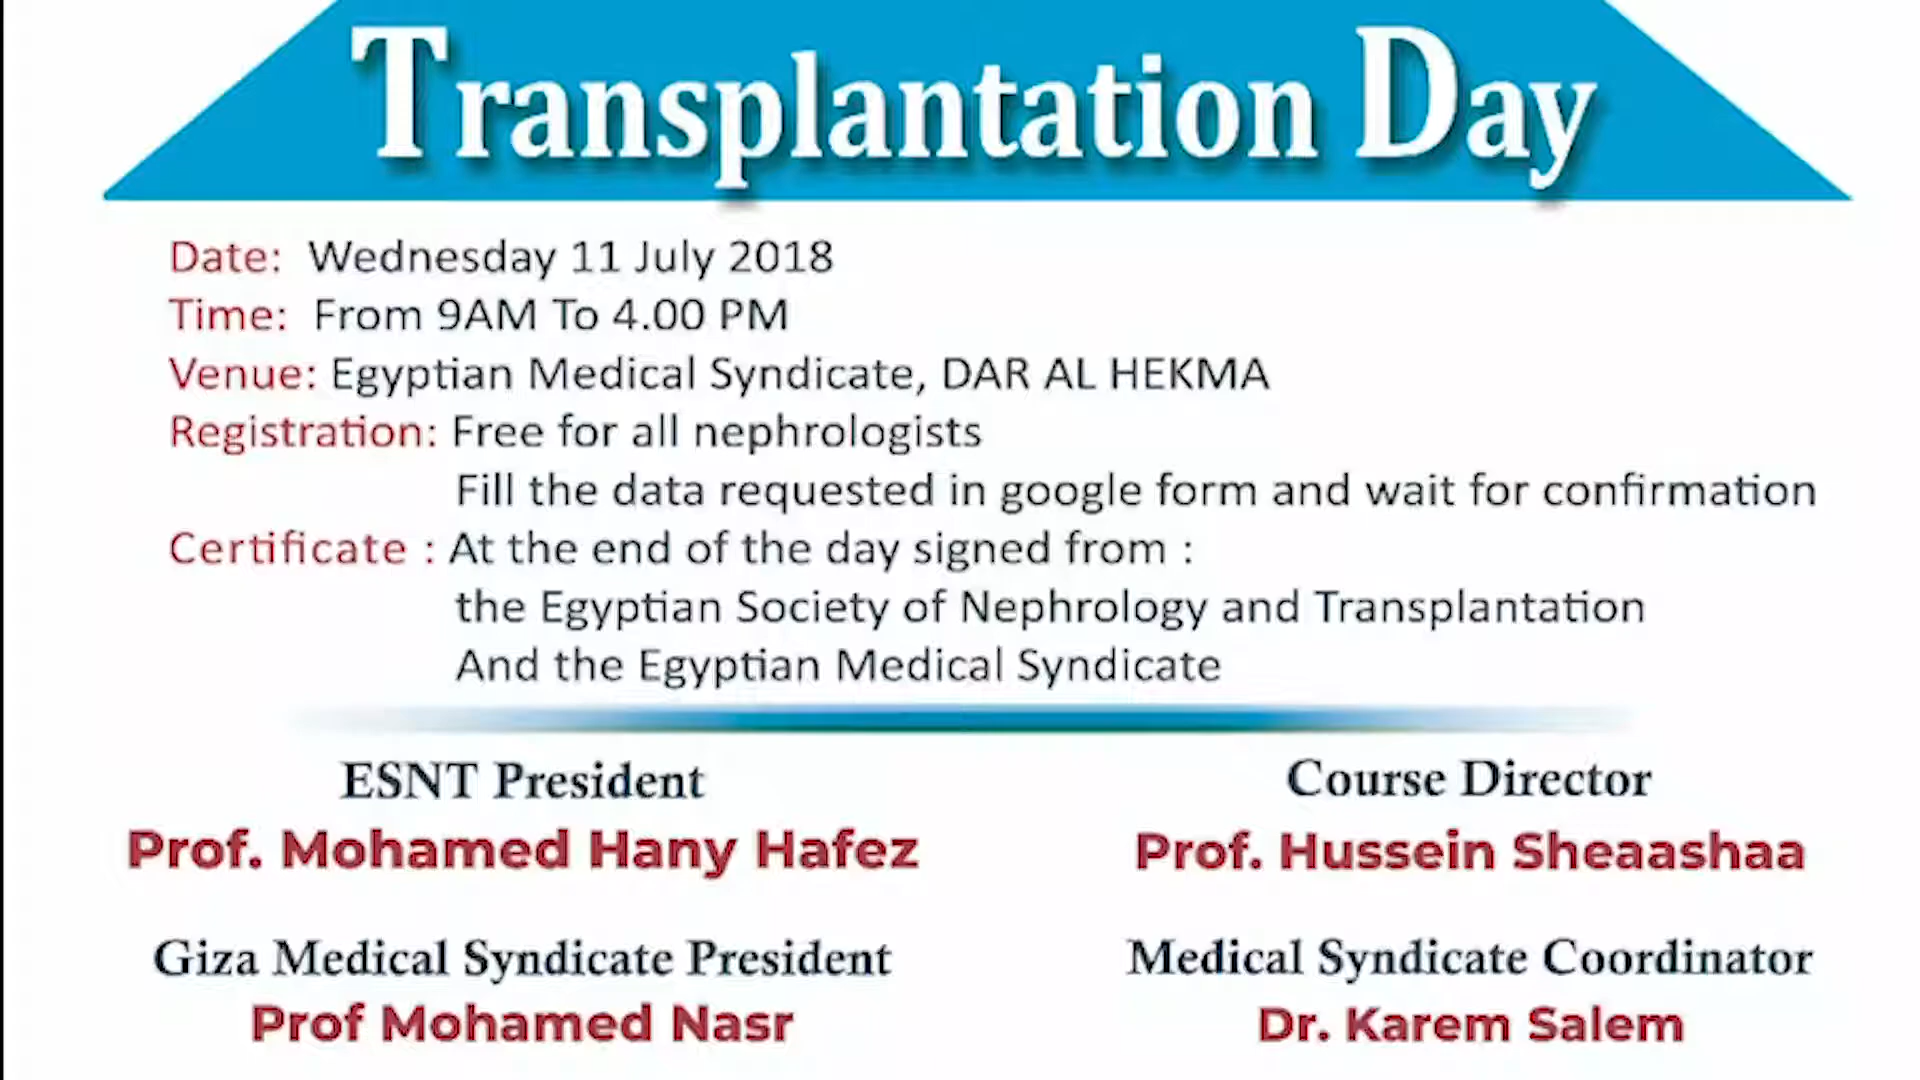 Transplantation Day
Date: Wednesday 11 July 2018
Time: From 9AM To 4.00 PM
Venue: Egyptian Medical Syndicate, DAR AL HEKMA
Registration: Free for all nephrologists
Fill the data requested in google form and wait for confirmation
Certificate : At the end of the day signed from :
the Egyptian Society of Nephrology and Transplantation
And the Egyptian Medical Syndicate
ESNT President
Prof. Mohamed Hany Hafez
Course Director
Prof. Hussein Sheaashaa
Giza Medical Syndicate President
Prof Mohamed Nasr
Medical Syndicate Coordinator
Dr. Karem Salem